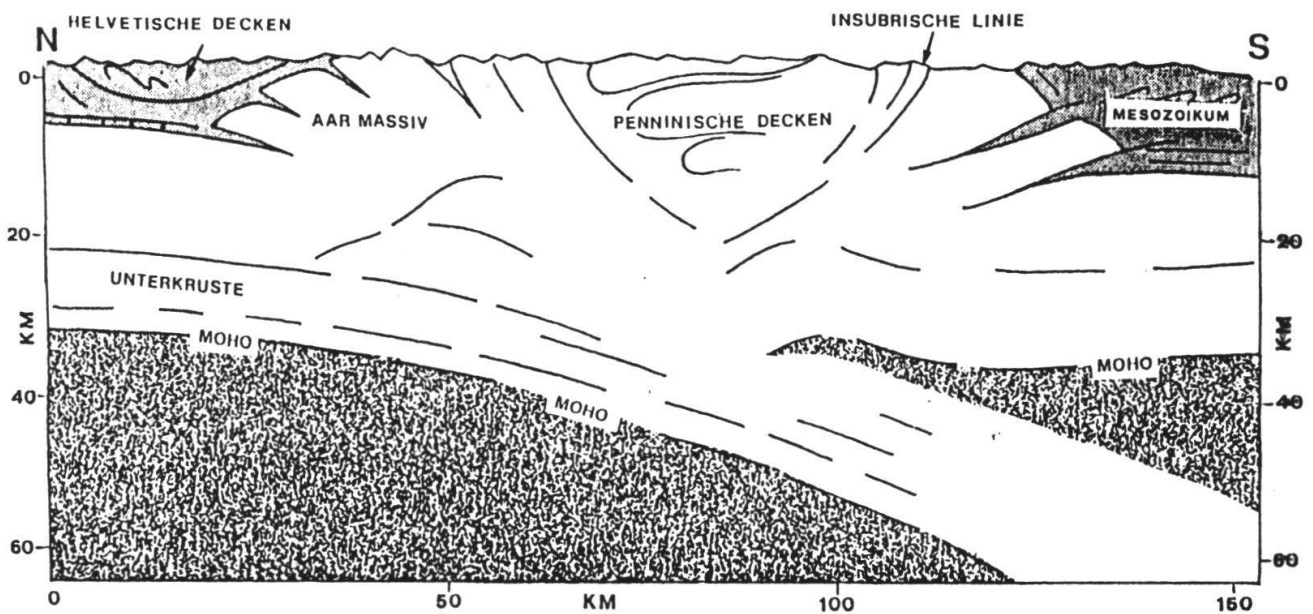 HELVETISCHE DECKEN
INSUBRISCHE LINIE
N
S
0
0
AAR MASSIV
PENNINISCHE DECKEN
MESOZOIKUM
20
20
UNTERKRUSTE
KM
MOHO
KM
MOHO
40
MOHO
40
60
60
0
50
KM
100
150